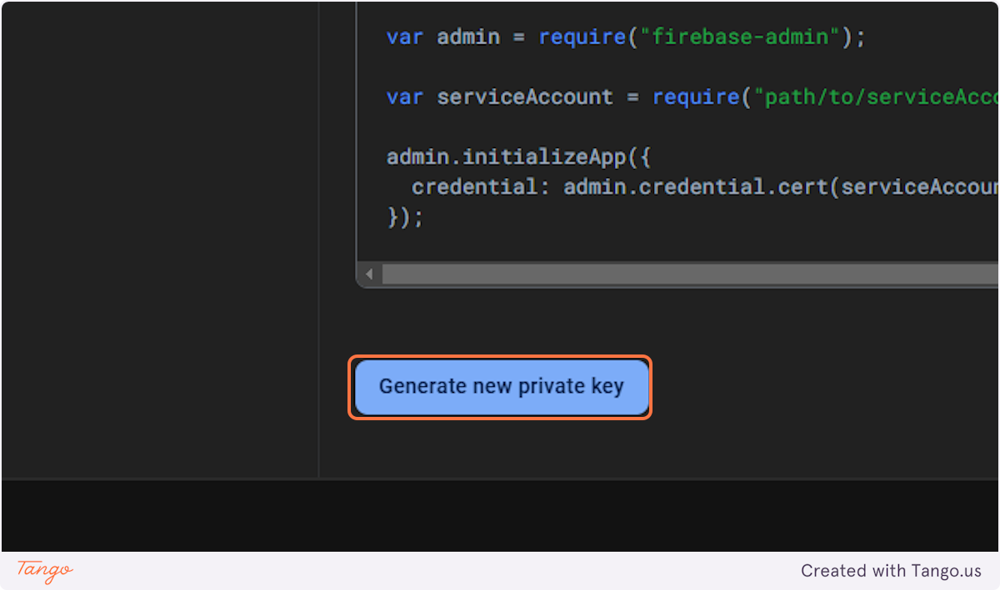 var admin = require("firebase-admin");
var serviceAccount = require("path/to/serviceAcco
admin.initializeApp({
  credential: admin.credential.cert(serviceAccoun
});
Generate new private key
Tango
Created with Tango.us